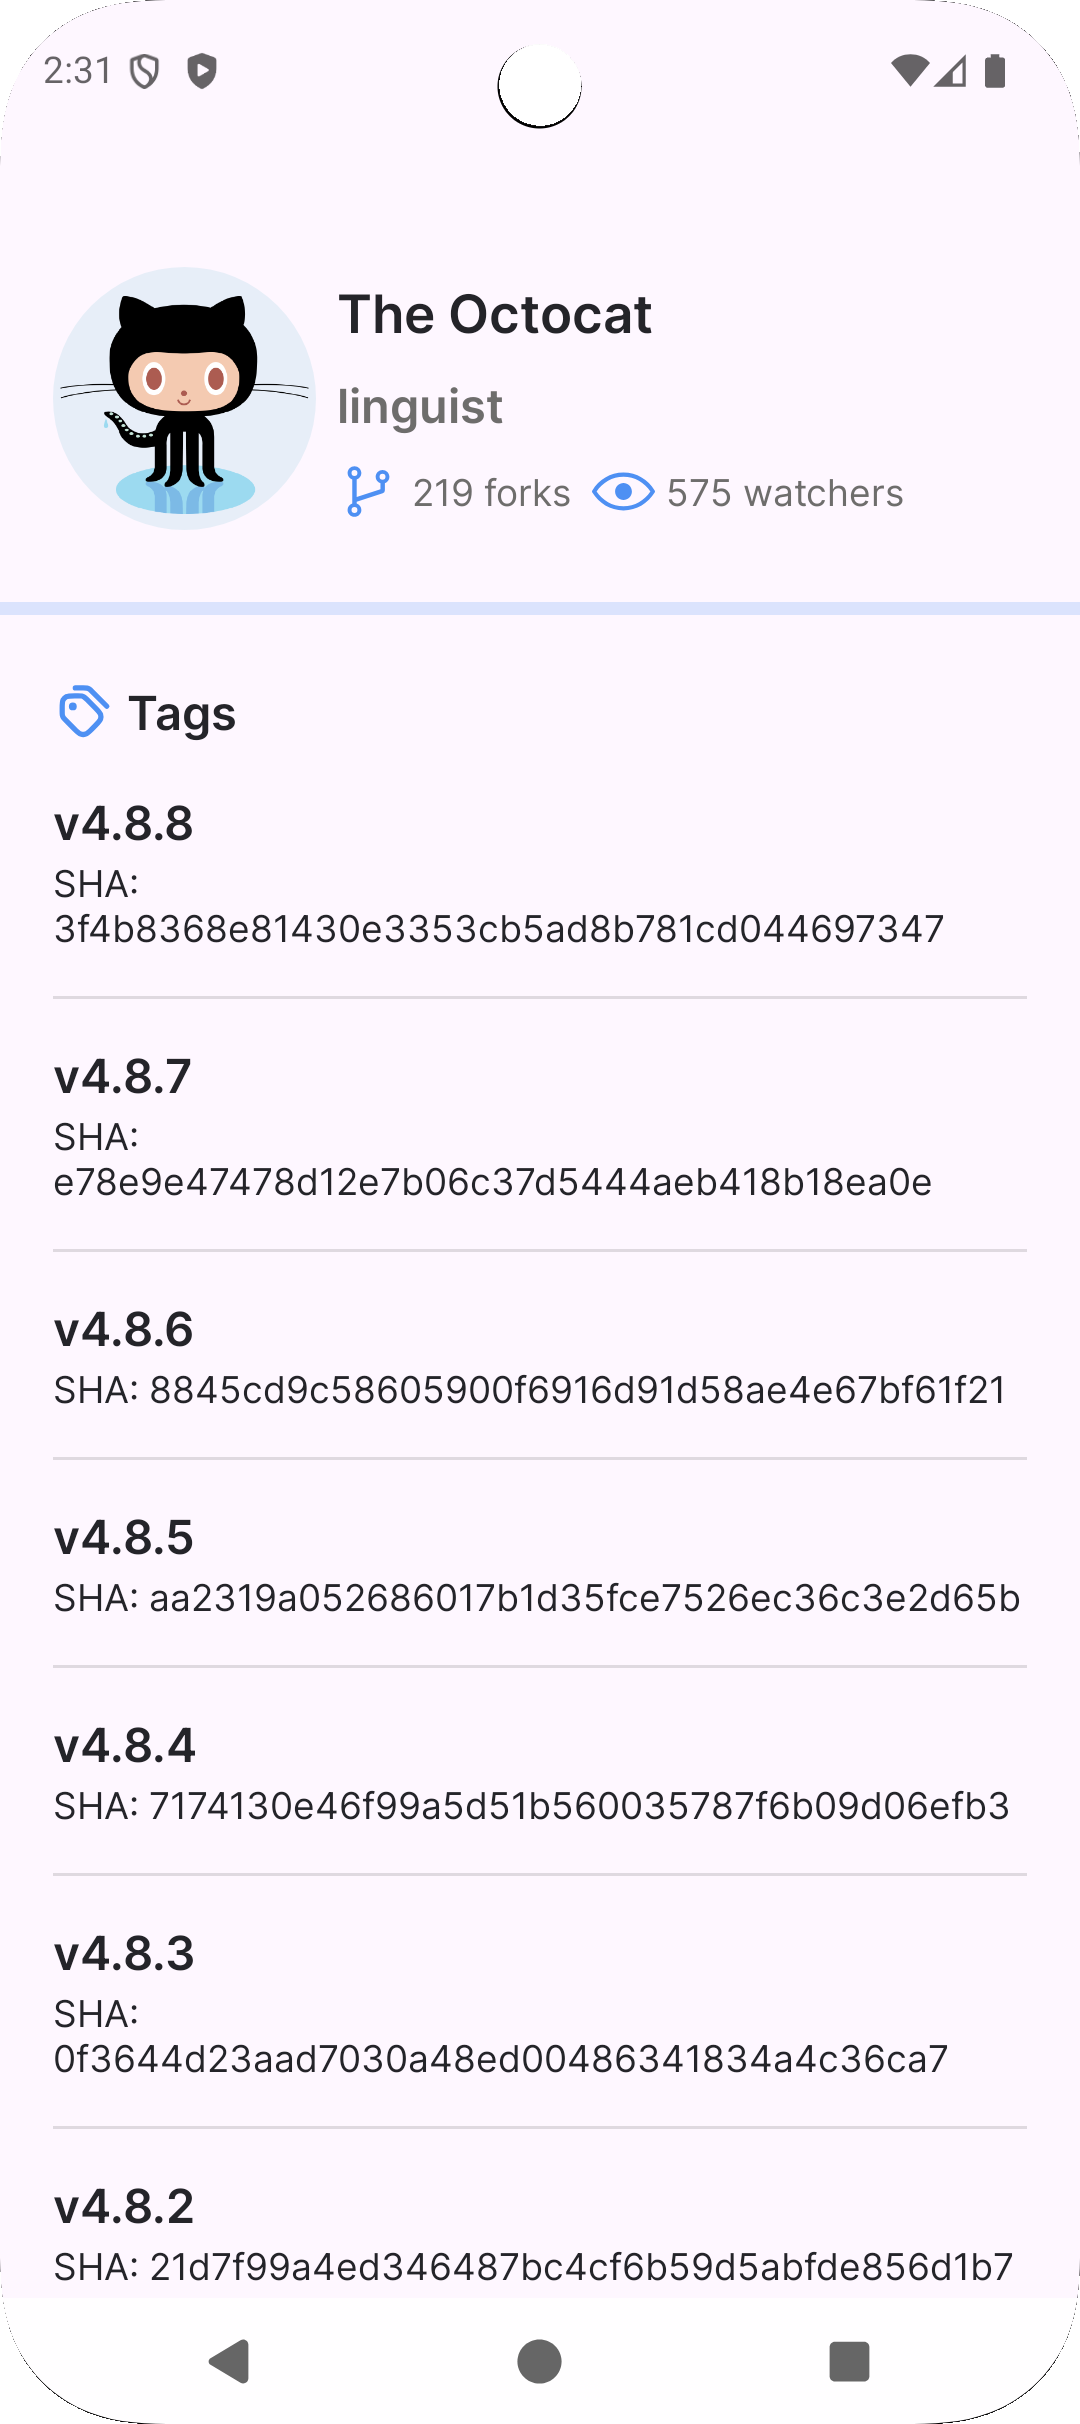 2:31
The Octocat
linguist
219 forks 575 watchers
Tags
v4.8.8
SHA:
3f4b8368e81430e3353cb5ad8b781cd044697347
v4.8.7
SHA:
e78e9e47478d12e7b06c37d5444aeb418b18ea0e
v4.8.6
SHA: 8845cd9c58605900f6916d91d58ae4e67bf61f21
v4.8.5
SHA: aa2319a052686017b1d35fce7526ec36c3e2d65b
v4.8.4
SHA: 7174130e46f99a5d51b560035787f6b09d06efb3
v4.8.3
SHA:
0f3644d23aad7030a48ed00486341834a4c36ca7
v4.8.2
SHA: 21d7f99a4ed346487bc4cf6b59d5abfde856d1b7